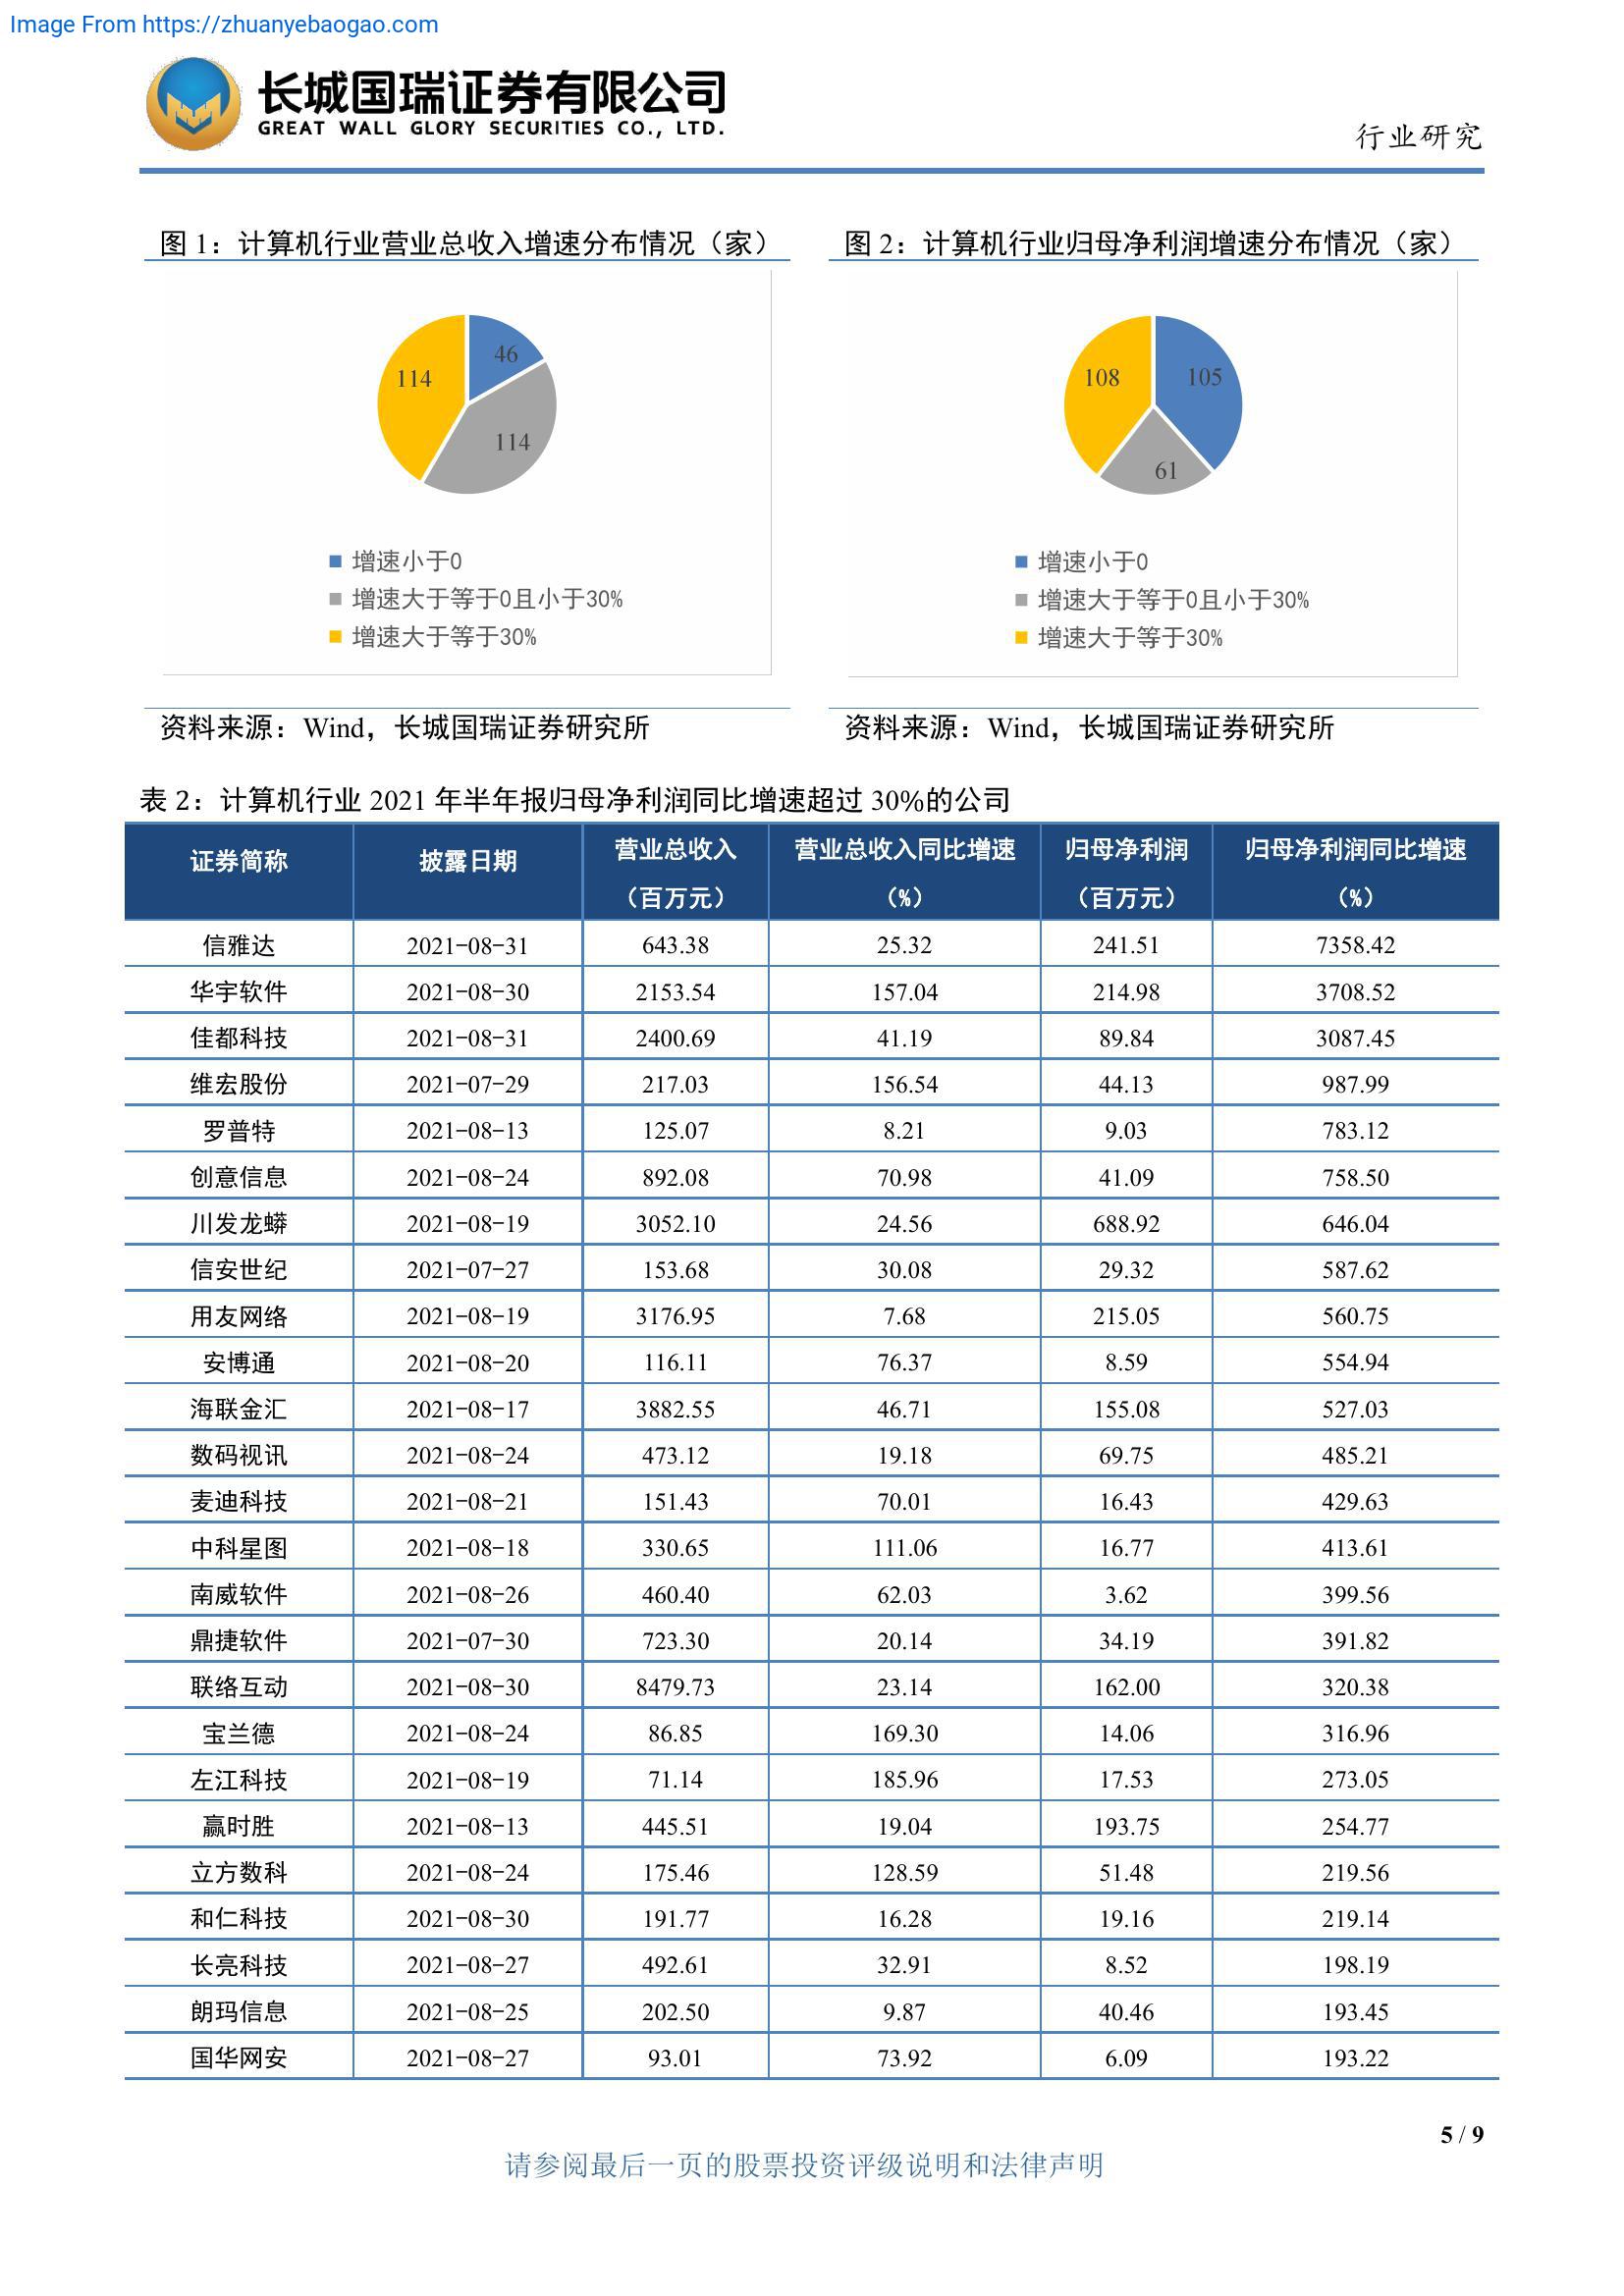 Image From https://zhuanyebaogao.com
长城国瑞证券有限公司
GREAT WALL GLORY SECURITIES CO., LTD.
行业研究
图 1：计算机行业营业总收入增速分布情况（家）
46
114
114
增速小于0
增速大于等于0且小于30%
增速大于等于30%
资料来源：Wind，长城国瑞证券研究所
图 2：计算机行业归母净利润增速分布情况（家）
108
105
61
增速小于0
增速大于等于0且小于30%
增速大于等于30%
资料来源：Wind，长城国瑞证券研究所
表 2：计算机行业 2021 年半年报归母净利润同比增速超过 30%的公司
证券简称 披露日期 营业总收入（百万元） 营业总收入同比增速（%） 归母净利润（百万元） 归母净利润同比增速（%）
信雅达 2021-08-31 643.38 25.32 241.51 7358.42
华宇软件 2021-08-30 2153.54 157.04 214.98 3708.52
佳都科技 2021-08-31 2400.69 41.19 89.84 3087.45
维宏股份 2021-07-29 217.03 156.54 44.13 987.99
罗普特 2021-08-13 125.07 8.21 9.03 783.12
创意信息 2021-08-24 892.08 70.98 41.09 758.50
川发龙蟒 2021-08-19 3052.10 24.56 688.92 646.04
信安世纪 2021-07-27 153.68 30.08 29.32 587.62
用友网络 2021-08-19 3176.95 7.68 215.05 560.75
安博通 2021-08-20 116.11 76.37 8.59 554.94
海联金汇 2021-08-17 3882.55 46.71 155.08 527.03
数码视讯 2021-08-24 473.12 19.18 69.75 485.21
麦迪科技 2021-08-21 151.43 70.01 16.43 429.63
中科星图 2021-08-18 330.65 111.06 16.77 413.61
南威软件 2021-08-26 460.40 62.03 3.62 399.56
鼎捷软件 2021-07-30 723.30 20.14 34.19 391.82
联络互动 2021-08-30 8479.73 23.14 162.00 320.38
宝兰德 2021-08-24 86.85 169.30 14.06 316.96
左江科技 2021-08-19 71.14 185.96 17.53 273.05
赢时胜 2021-08-13 445.51 19.04 193.75 254.77
立方数科 2021-08-24 175.46 128.59 51.48 219.56
和仁科技 2021-08-30 191.77 16.28 19.16 219.14
长亮科技 2021-08-27 492.61 32.91 8.52 198.19
朗玛信息 2021-08-25 202.50 9.87 40.46 193.45
国华网安 2021-08-27 93.01 73.92 6.09 193.22
5 / 9
请参阅最后一页的股票投资评级说明和法律声明